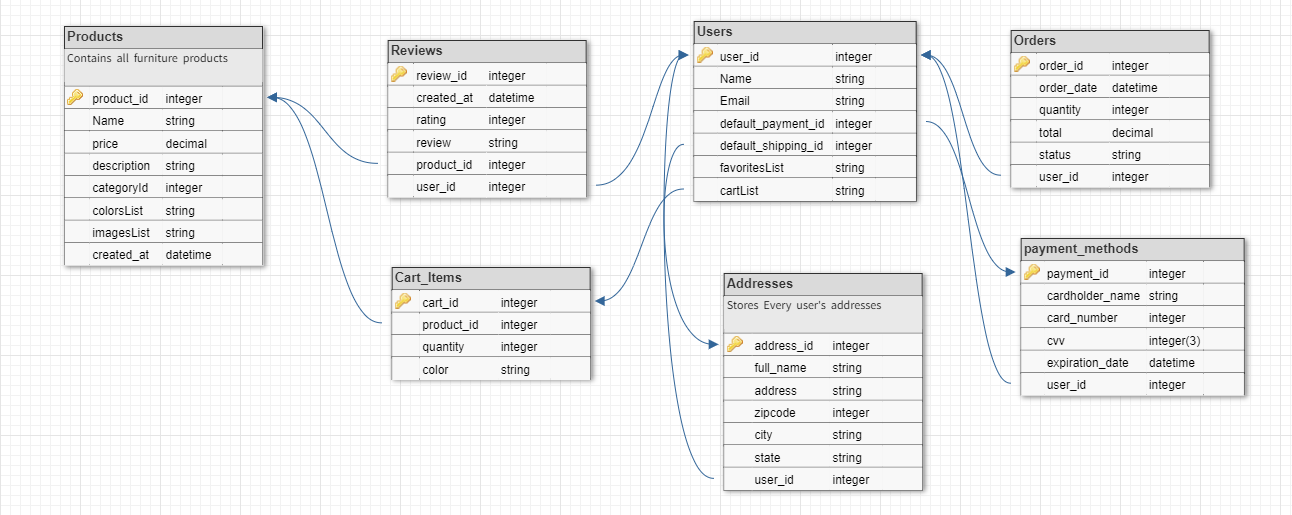 Products
Contains all furniture products
product_id integer
Name string
price decimal
description string
categoryId integer
colorsList string
imagesList string
created_at datetime
Reviews
review_id integer
created_at datetime
rating integer
review string
product_id integer
user_id integer
Cart_Items
cart_id integer
product_id integer
quantity integer
color string
Users
user_id integer
Name string
Email string
default_payment_id integer
default_shipping_id integer
favoritesList string
cartList string
Addresses
Stores Every user's addresses
address_id integer
full_name string
address string
zipcode integer
city string
state string
user_id integer
Orders
order_id integer
order_date datetime
quantity integer
total decimal
status string
user_id integer
payment_methods
payment_id integer
cardholder_name string
card_number integer
cvv integer(3)
expiration_date datetime
user_id integer